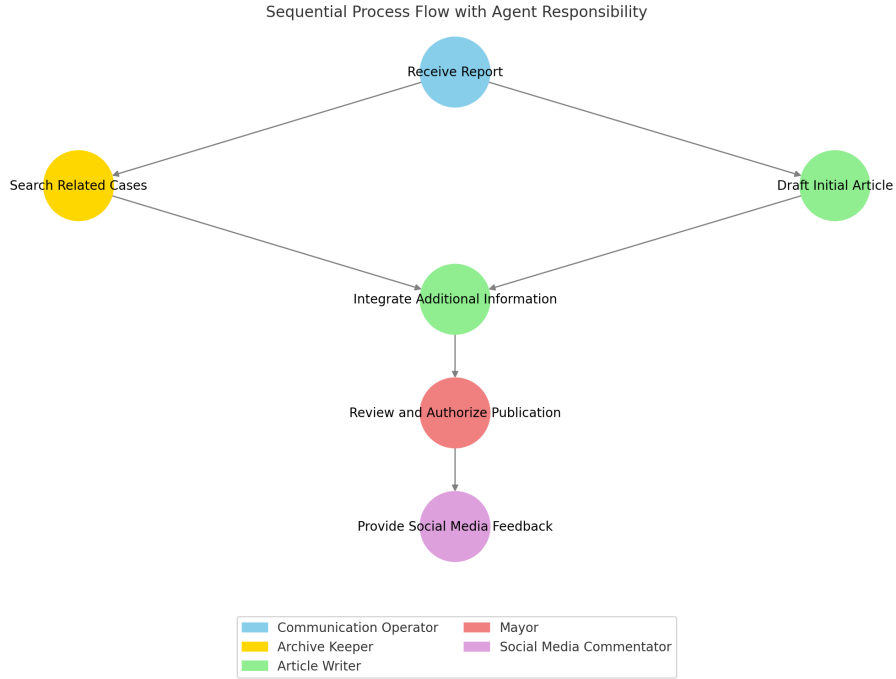 Sequential Process Flow with Agent Responsibility
Receive Report
Search Related Cases
Draft Initial Article
Integrate Additional Information
Review and Authorize Publication
Provide Social Media Feedback
Communication Operator
Archive Keeper
Article Writer
Mayor
Social Media Commentator